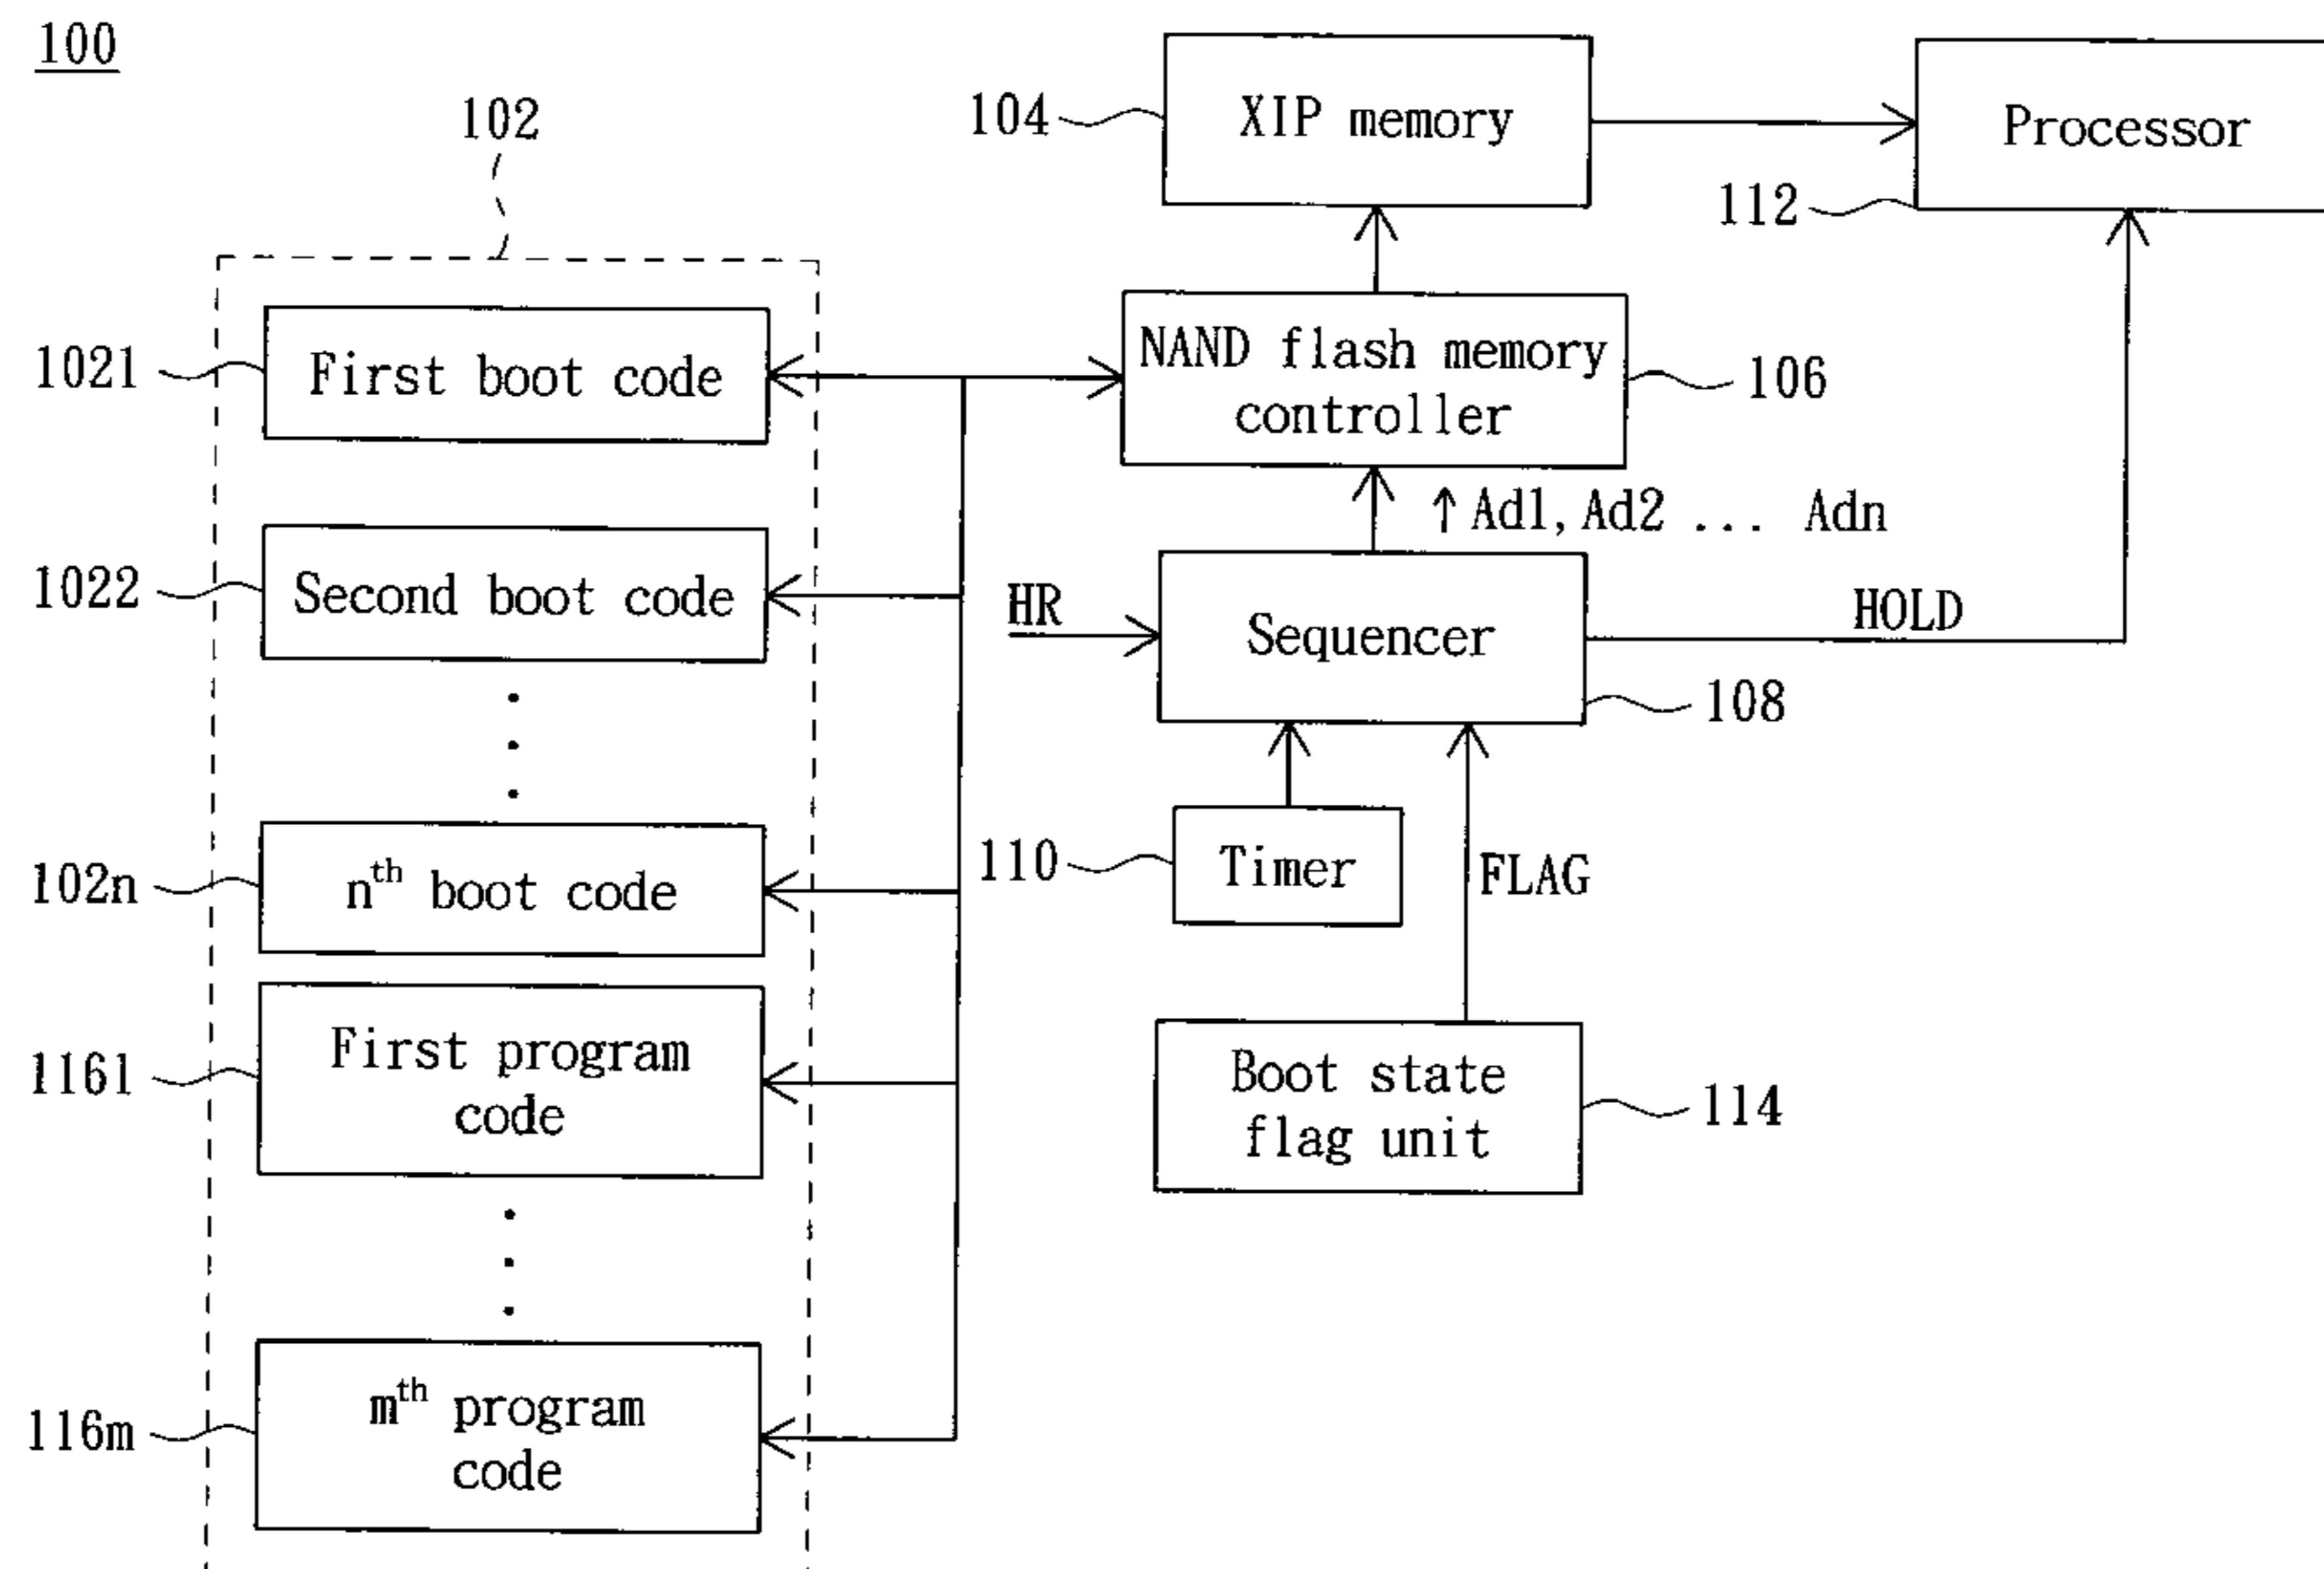 100
102
104
XIP memory
Processor
112
1021
First boot code
NAND flash memory
controller
106
↑ Ad1, Ad2 ... Adn
1022
Second boot code
HR
Sequencer
HOLD
108
102n
nth boot code
110
Timer
FLAG
1161
First program
code
Boot state
flag unit
114
116m
mth program
code